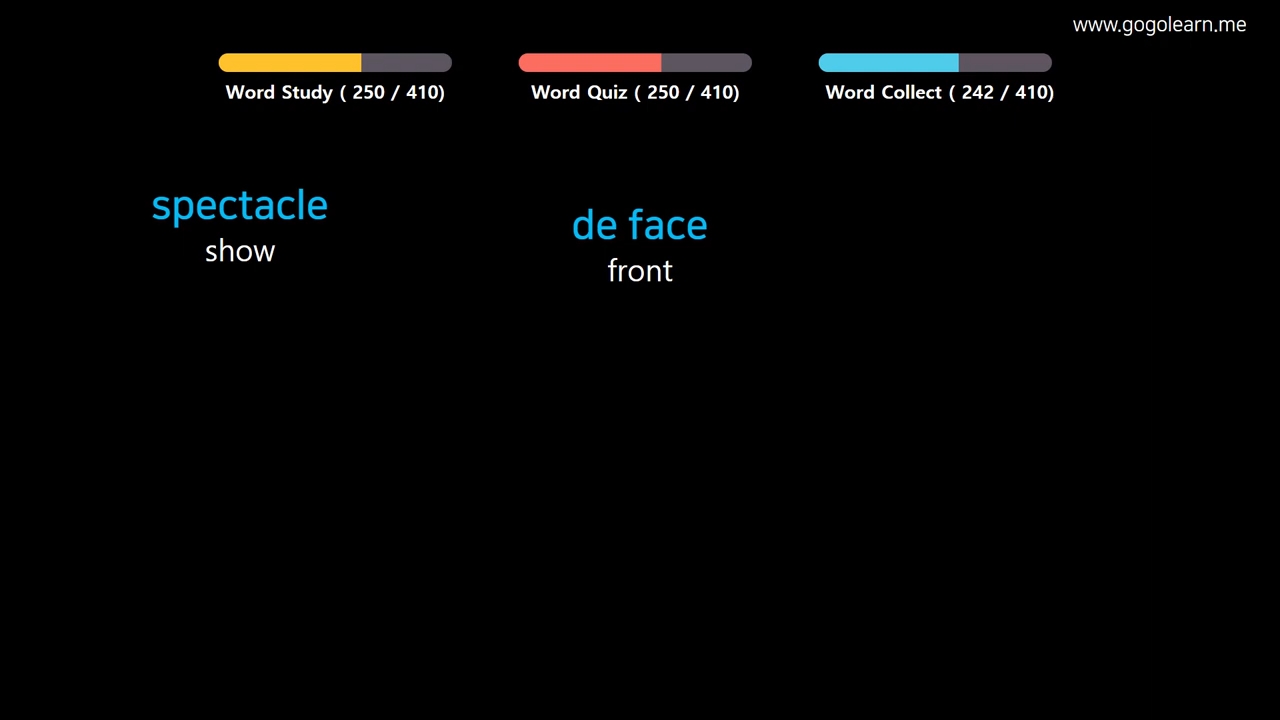 www.gogolearn.me
Word Study ( 250 / 410)
Word Quiz ( 250 / 410)
Word Collect ( 242 / 410)
spectacle
show
de face
front